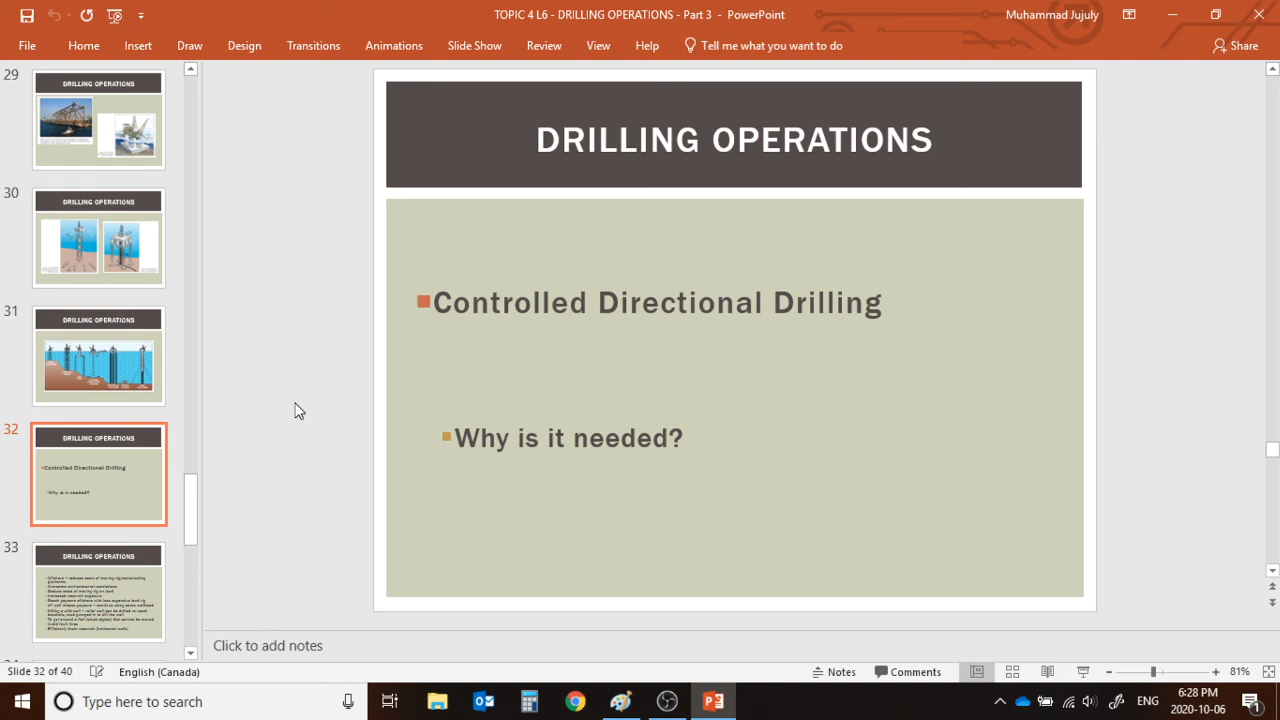 TOPIC 4 L6 - DRILLING OPERATIONS - Part 3 - PowerPoint
Muhammad Jujuly
File Home Insert Draw Design Transitions Animations Slide Show Review View Help Tell me what you want to do Share
29
DRILLING OPERATIONS
30
DRILLING OPERATIONS
31
DRILLING OPERATIONS
32
DRILLING OPERATIONS
Controlled Directional Drilling
Why is it needed?
33
DRILLING OPERATIONS
DRILLING OPERATIONS
Controlled Directional Drilling
Why is it needed?
Click to add notes
Slide 32 of 40 English (Canada) Notes Comments 81%
Type here to search
ENG
6:28 PM
2020-10-06
1